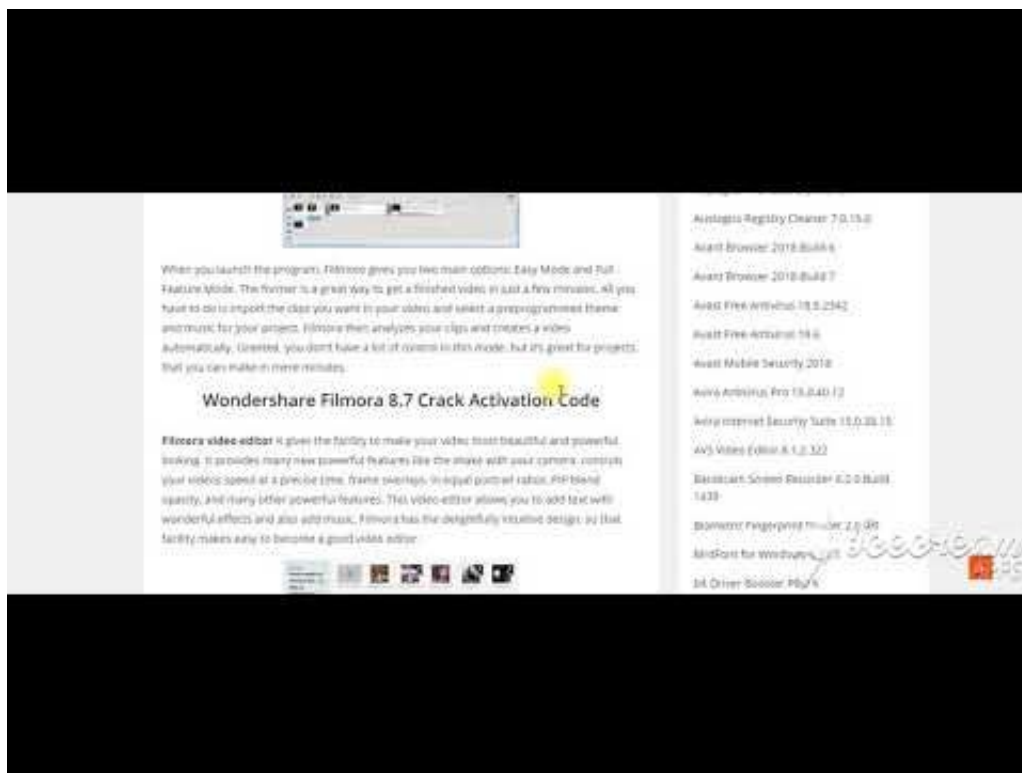 When you launch the program, Filmora gives you two main options: Easy Mode and Full
Feature Mode. The former is a great way to get a finished video in just a few minutes. All you
have to do is import the clips you want in your video and select a preprogrammed theme
and music for your project. Filmora then analyzes your clips and creates a video
automatically. Granted, you don't have a lot of control in this mode, but it's great for projects
that you can make in mere minutes.
Wondershare Filmora 8.7 Crack Activation Code
Filmora video editor it gives the facility to make your video most beautiful and powerful
looking. It provides many new powerful features like the shake with your camera, controls
your videos speed at a precise time, frame overlays, in equal portrait ratios, PIP blend
opacity, and many other powerful features. This video editor allows you to add text with
wonderful effects and also add music. Filmora has the delightfully intuitive design, so that
facility makes easy to become a good video editor
Auslogics Registry Cleaner 7.0.15.0
Avant Browser 2018 Build 6
Avant Browser 2018 Build 7
Avast Free Antivirus
Avast Free Antivirus
Avast Mobile Security 2018
Avira Antivirus Pro 15.0.40.12
Avira Internet Security Suite
AVS Video Editor 8.1.2.322
Bandicam Screen Recorder 4.2.0 Build
1439
Biometric Fingerprint
BirdFont for Windows
Bit Driver Booster